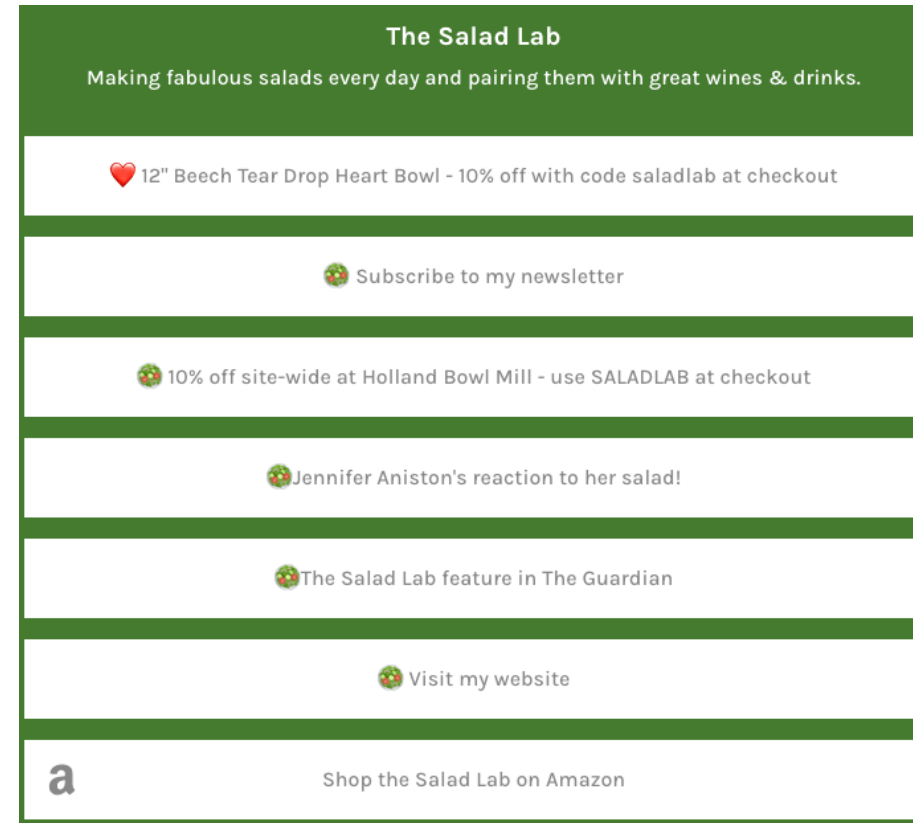 The Salad Lab
Making fabulous salads every day and pairing them with great wines & drinks.
❤️ 12" Beech Tear Drop Heart Bowl - 10% off with code saladlab at checkout
🥗 Subscribe to my newsletter
🥗 10% off site-wide at Holland Bowl Mill - use SALADLAB at checkout
🥗Jennifer Aniston's reaction to her salad!
🥗The Salad Lab feature in The Guardian
🥗 Visit my website
a Shop the Salad Lab on Amazon